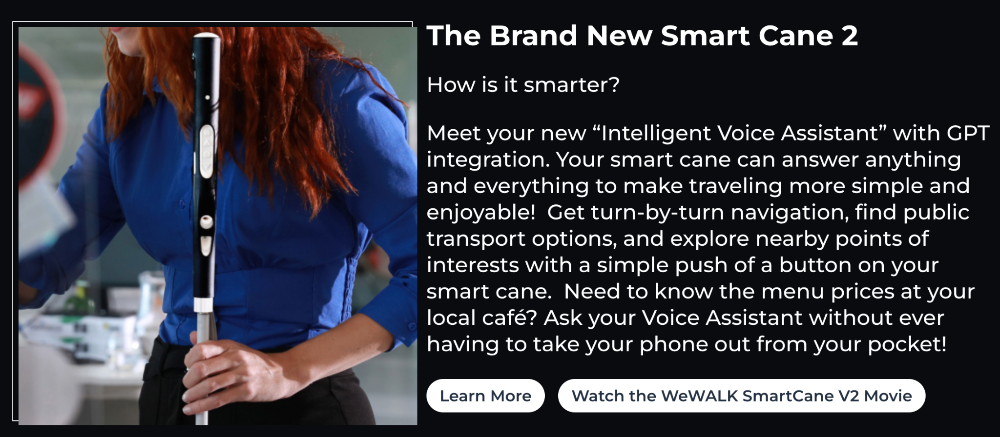 The Brand New Smart Cane 2
How is it smarter?
Meet your new “Intelligent Voice Assistant” with GPT
integration. Your smart cane can answer anything
and everything to make traveling more simple and
enjoyable!  Get turn-by-turn navigation, find public
transport options, and explore nearby points of
interests with a simple push of a button on your
smart cane.  Need to know the menu prices at your
local café? Ask your Voice Assistant without ever
having to take your phone out from your pocket!
Learn More
Watch the WeWALK SmartCane V2 Movie